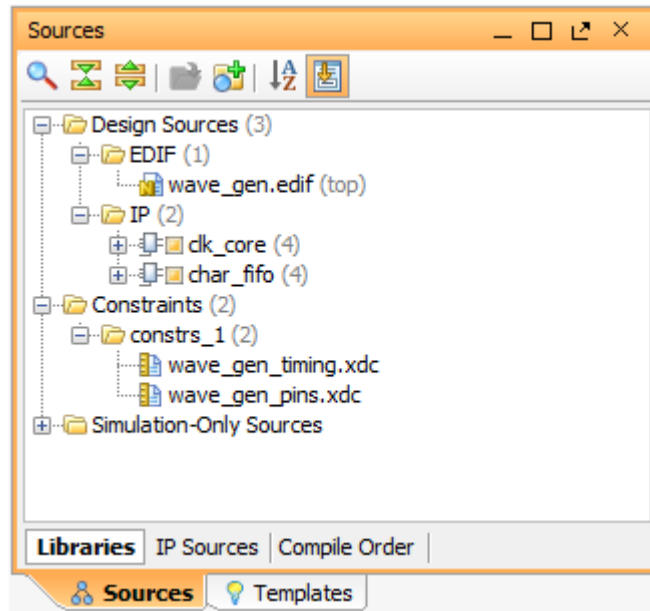 Sources
Design Sources (3)
EDIF (1)
wave_gen.edif (top)
IP (2)
clk_core (4)
char_fifo (4)
Constraints (2)
constrs_1 (2)
wave_gen_timing.xdc
wave_gen_pins.xdc
Simulation-Only Sources
Libraries IP Sources Compile Order
Sources Templates